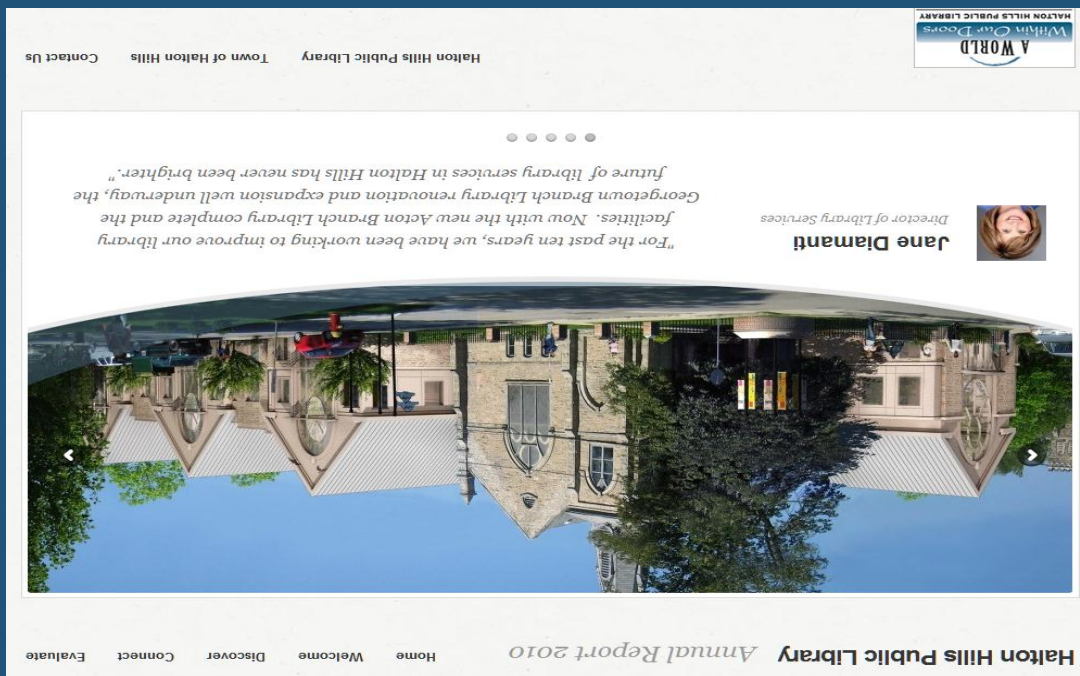 Halton Hills Public Library Annual Report 2010
Home Welcome Discover Connect Evaluate
Jane Diamanti
Director of Library Services
"For the past ten years, we have been working to improve our library
facilities. Now with the new Acton Branch Library complete and the
Georgetown Branch Library renovation and expansion well underway, the
future of library services in Halton Hills has never been brighter."
Halton Hills Public Library Town of Halton Hills Contact Us
A WORLD
Within Our Doors
HALTON HILLS PUBLIC LIBRARY